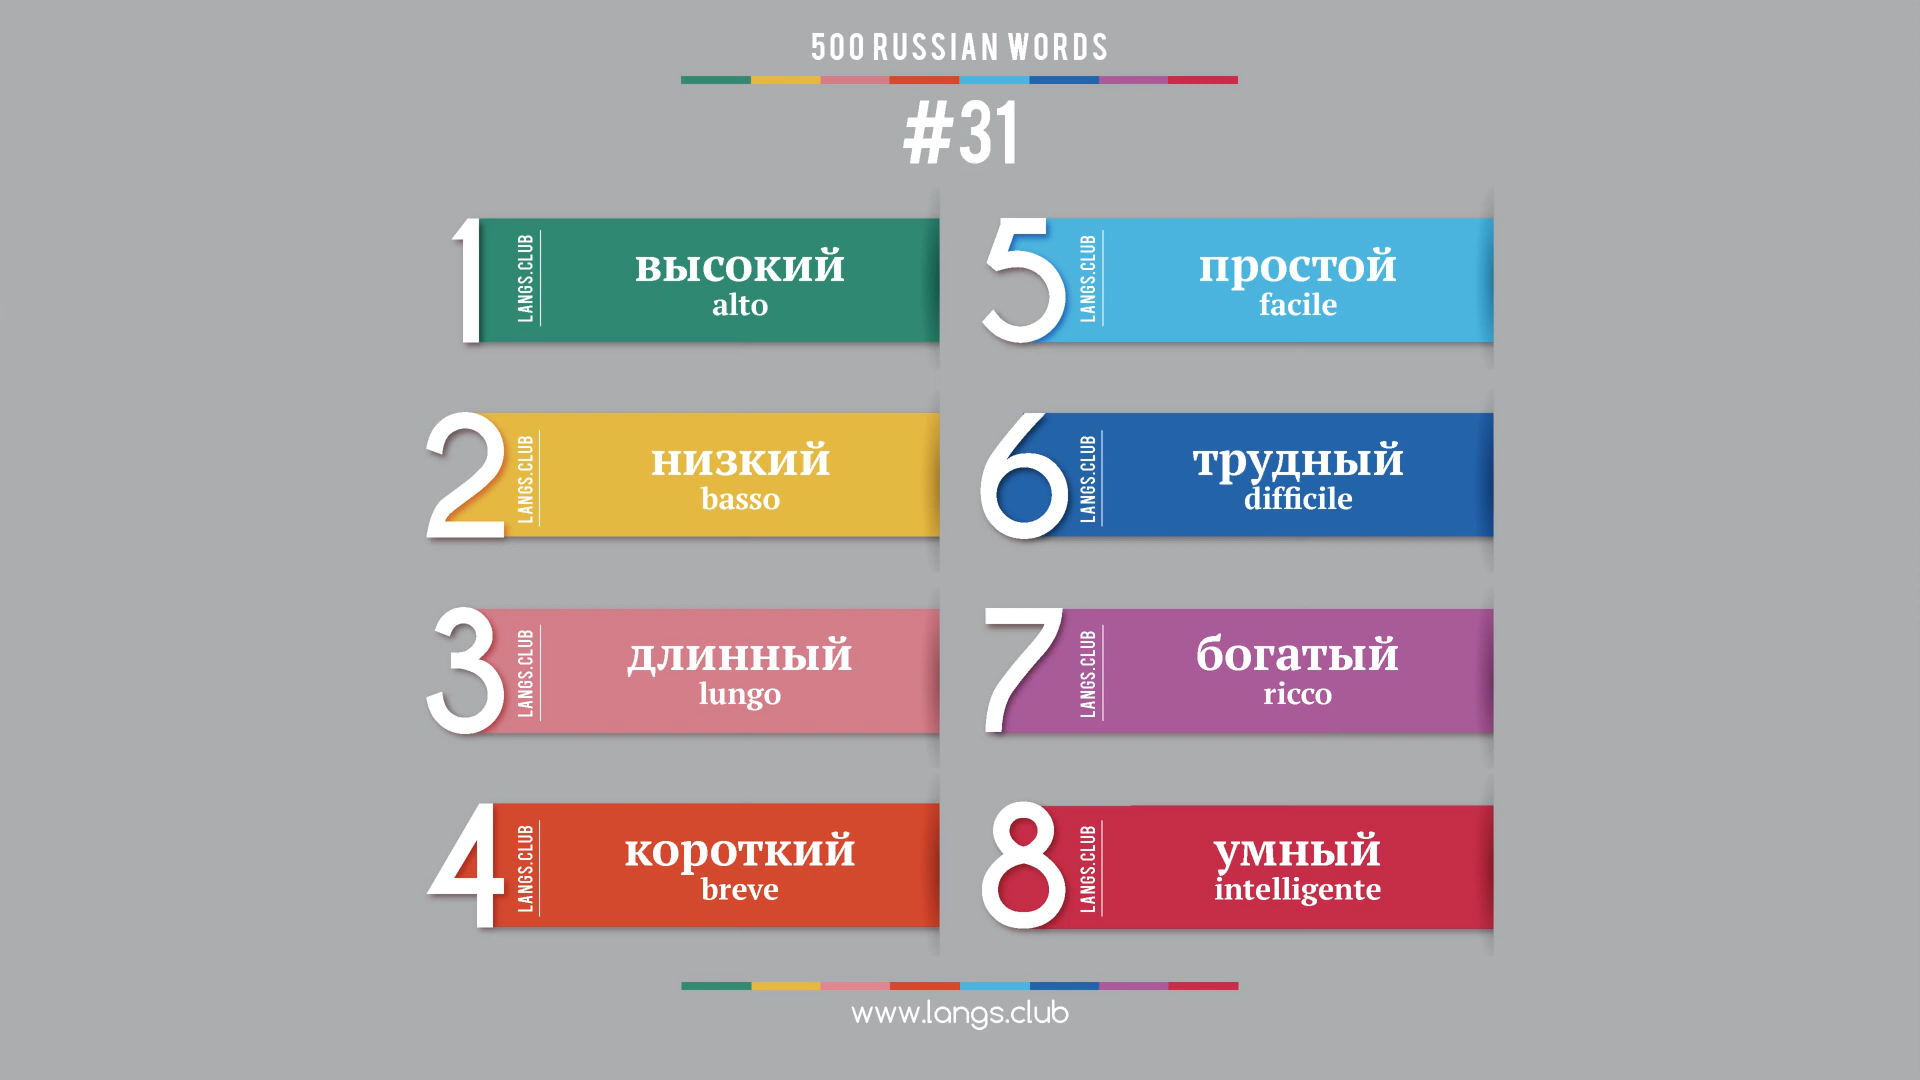 500 RUSSIAN WORDS
#31
1
LANGS.CLUB
высокий
alto
2
LANGS.CLUB
низкий
basso
3
LANGS.CLUB
длинный
lungo
4
LANGS.CLUB
короткий
breve
5
LANGS.CLUB
простой
facile
6
LANGS.CLUB
трудный
difficile
7
LANGS.CLUB
богатый
ricco
8
LANGS.CLUB
умный
intelligente
www.langs.club